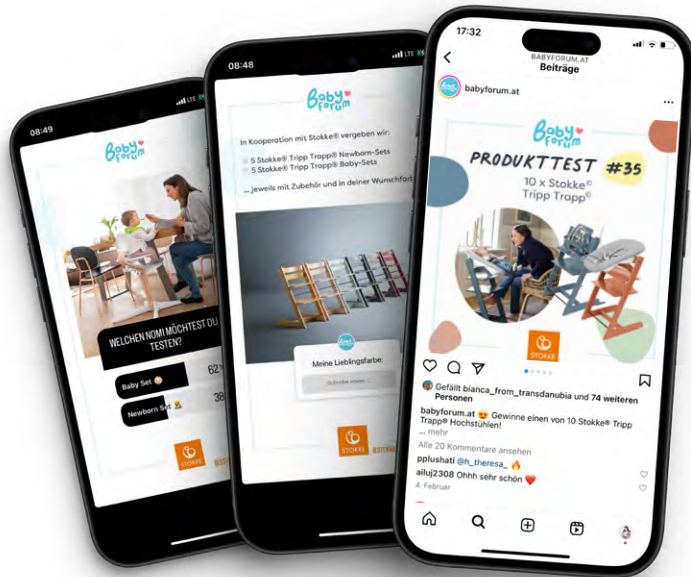 08:49
LTE
Baby
Forum
WELCHEN NOMI MÖCHTEST DU
TESTEN?
Baby Set
62%
Newborn Set
38
STOKKE
08:48
LTE
Baby
Forum
In Kooperation mit Stokke® vergeben wir:
5 Stokke® Tripp Trapp® Newborn-Sets
5 Stokke® Tripp Trapp® Baby-Sets
... jeweils mit Zubehör und in deiner Wunschfarbe
Meine Lieblingsfarbe:
STOKKE
17:32
BABYFORUM.AT
Beiträge
babyforum.at
Baby
Forum
PRODUKTTEST #35
10 x Stokke®
Tripp Trapp®
STOKKE
Gefällt bianca_from_transdanubia und 74 weiteren
Personen
babyforum.at 😍 Gewinne einen von 10 Stokke® Tripp
Trapp® Hochstühlen!
... mehr
Alle 20 Kommentare ansehen
pplushati @h_theresa_ 🔥
ailuj2308 Ohhh sehr schön ❤️
4. Februar